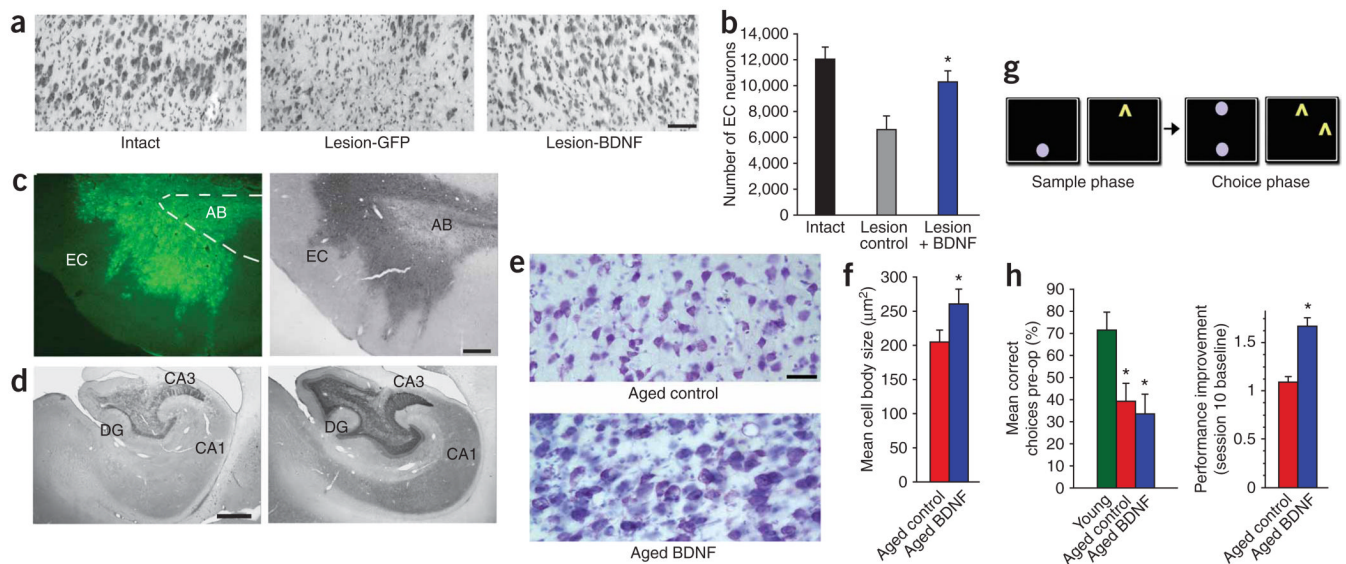 a
Intact
Lesion-GFP
Lesion-BDNF
b
Number of EC neurons
14,000
12,000
10,000
8,000
6,000
4,000
2,000
0
Intact
Lesion
control
Lesion
+ BDNF
*
c
EC
AB
EC
AB
d
DG
CA3
CA1
DG
CA3
CA1
e
Aged control
Aged BDNF
f
Mean cell body size (µm²)
300
250
200
150
100
50
0
*
Aged control
Aged BDNF
g
Sample phase
Choice phase
h
Mean correct
choices pre-op (%)
90
80
70
60
50
40
30
20
10
0
*
*
Young
Aged control
Aged BDNF
Performance improvement
(session 10 baseline)
1.5
1
1.5
0
*
Aged control
Aged BDNF